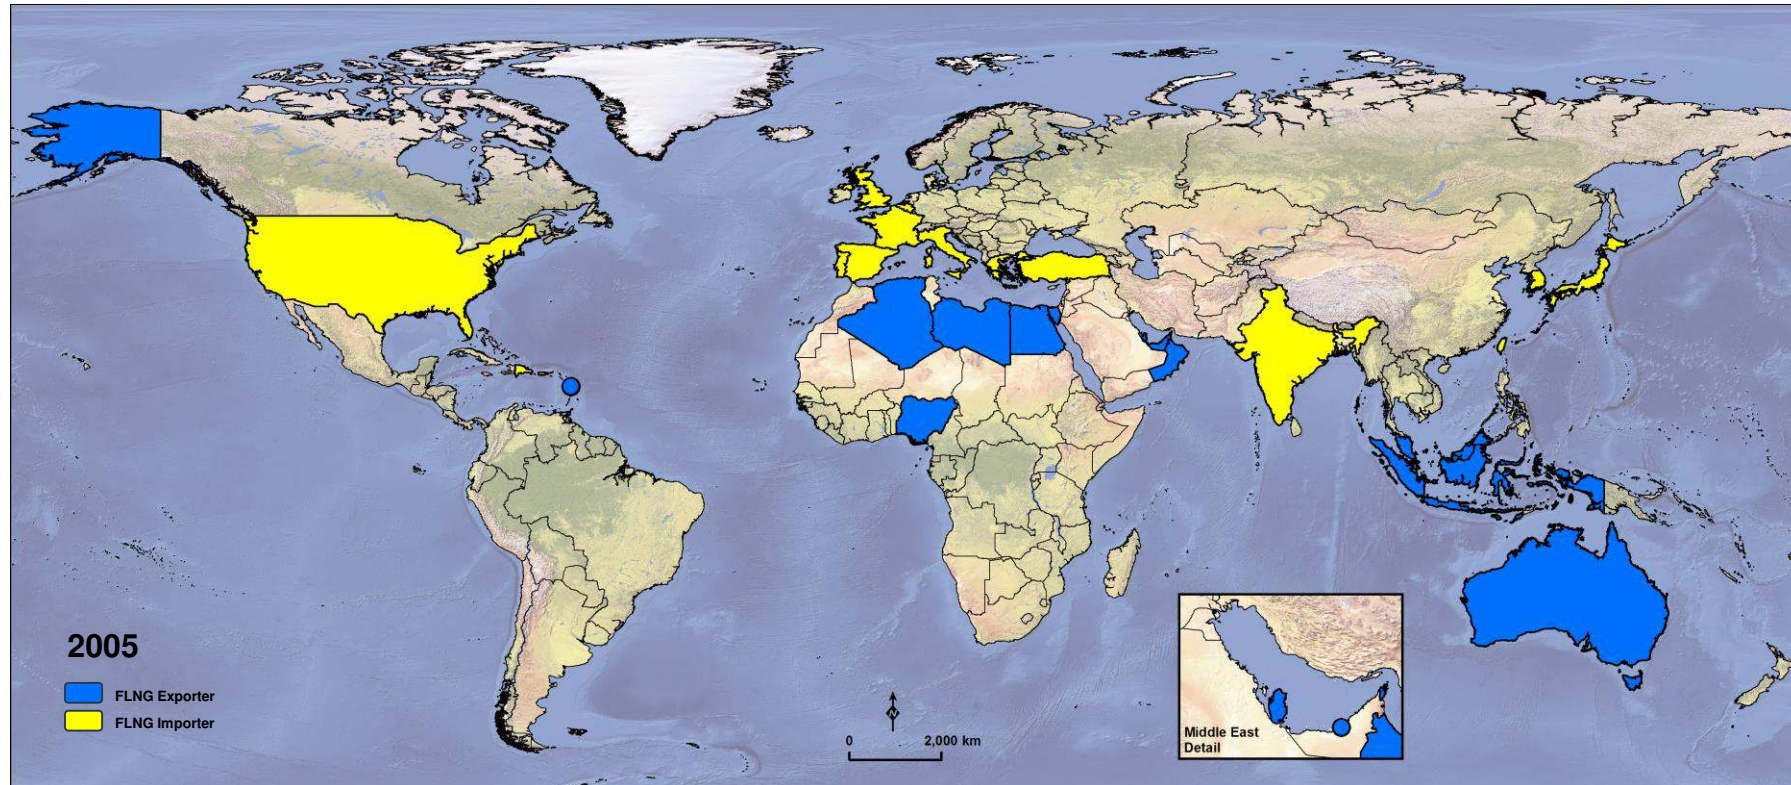 2005
FLNG Exporter
FLNG Importer
N
0 2,000 km
Middle East
Detail